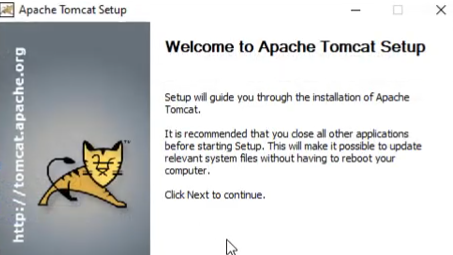 Apache Tomcat Setup
Welcome to Apache Tomcat Setup
http://tomcat.apache.org
Setup will guide you through the installation of Apache
Tomcat.
It is recommended that you close all other applications
before starting Setup. This will make it possible to update
relevant system files without having to reboot your
computer.
Click Next to continue.
TM